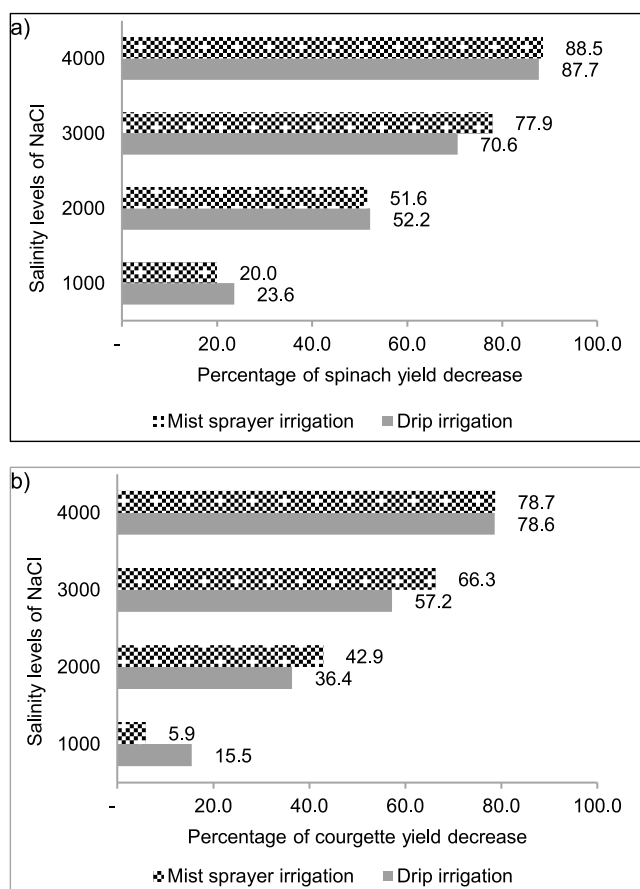 a)
Salinity levels of NaCl
4000
88.5
87.7
3000
77.9
70.6
2000
51.6
52.2
1000
20.0
23.6
- 20.0 40.0 60.0 80.0 100.0
Percentage of spinach yield decrease
Mist sprayer irrigation Drip irrigation
b)
Salinity levels of NaCl
4000
78.7
78.6
3000
66.3
57.2
2000
42.9
36.4
1000
5.9
15.5
- 20.0 40.0 60.0 80.0 100.0
Percentage of courgette yield decrease
Mist sprayer irrigation Drip irrigation